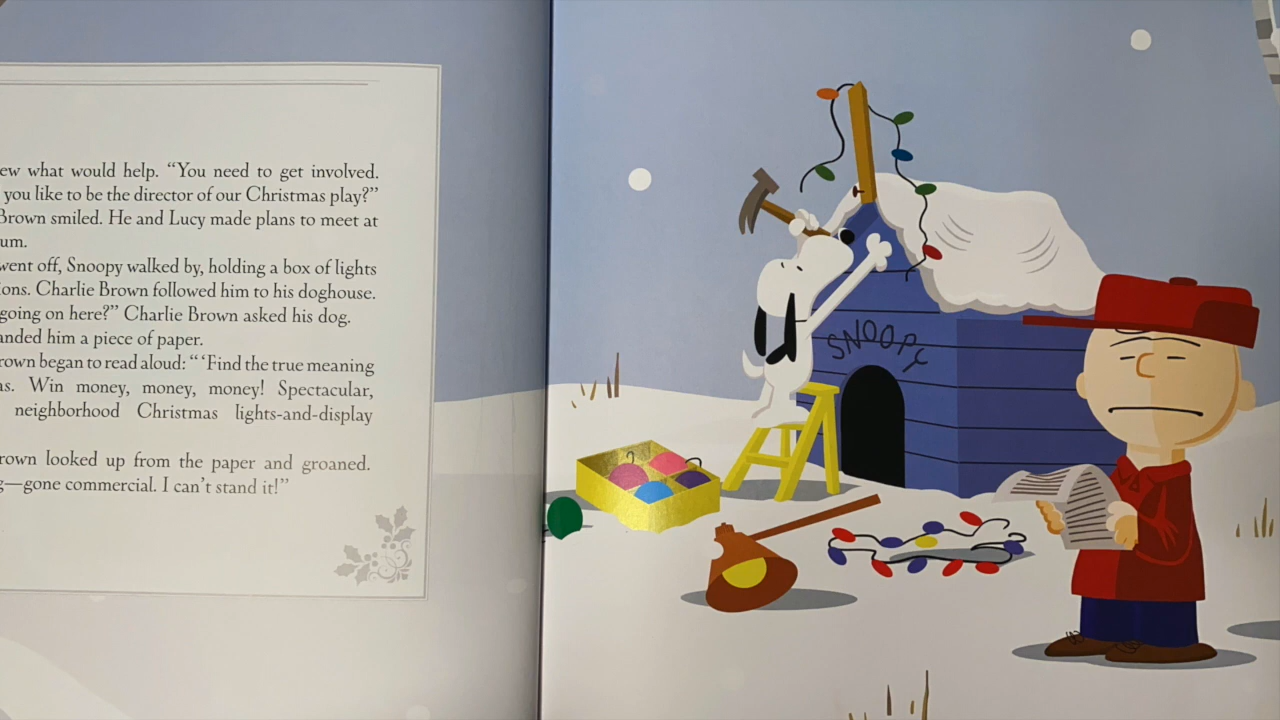 ew what would help. “You need to get involved.
you like to be the director of our Christmas play?”
Brown smiled. He and Lucy made plans to meet at
um.
went off, Snoopy walked by, holding a box of lights
ions. Charlie Brown followed him to his doghouse.
going on here?” Charlie Brown asked his dog.
anded him a piece of paper.
rown began to read aloud: “‘Find the true meaning
as. Win money, money, money! Spectacular,
neighborhood Christmas lights-and-display
rown looked up from the paper and groaned.
g—gone commercial. I can’t stand it!”
SNOOPY